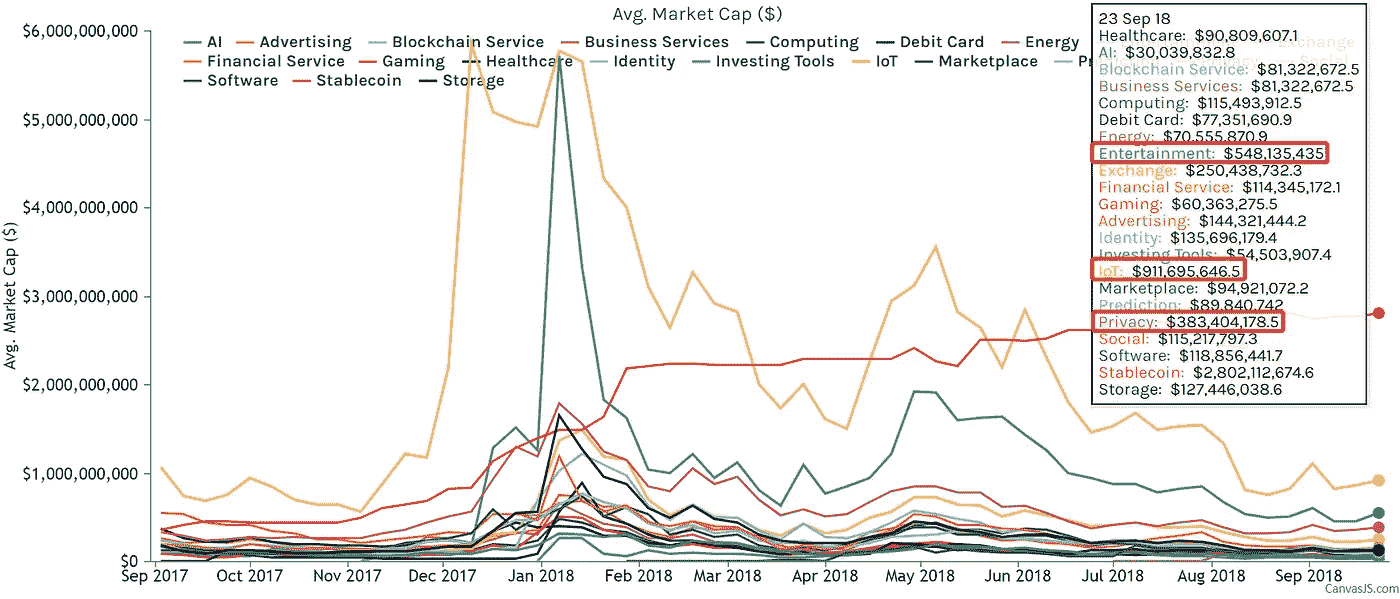 Avg. Market Cap ($)
$6,000,000,000
$5,000,000,000
$4,000,000,000
$3,000,000,000
$2,000,000,000
$1,000,000,000
$0
Avg. Market Cap ($)
AI Advertising Blockchain Service Business Services Computing Debit Card Energy
Financial Service Gaming Healthcare Identity Investing Tools IoT Marketplace
Software Stablecoin Storage
23 Sep 18
Healthcare: $90,809,607.1
AI: $30,039,832.8
Blockchain Service: $81,322,672.5
Business Services: $81,322,672.5
Computing: $115,493,912.5
Debit Card: $77,351,690.9
Energy: $70,555,870.9
Entertainment: $548,135,435
Exchange: $250,438,732.3
Financial Service: $114,345,172.1
Gaming: $60,363,275.5
Advertising: $144,321,444.2
Identity: $135,696,179.4
Investing Tools: $54,503,907.4
IoT: $911,695,646.5
Marketplace: $94,921,072.2
Prediction: $89,840,742
Privacy: $383,404,178.5
Social: $115,217,797.3
Software: $118,856,441.7
Stablecoin: $2,802,112,674.6
Storage: $127,446,038.6
Sep 2017 Oct 2017 Nov 2017 Dec 2017 Jan 2018 Feb 2018 Mar 2018 Apr 2018 May 2018 Jun 2018 Jul 2018 Aug 2018 Sep 2018
CanvasJS.com